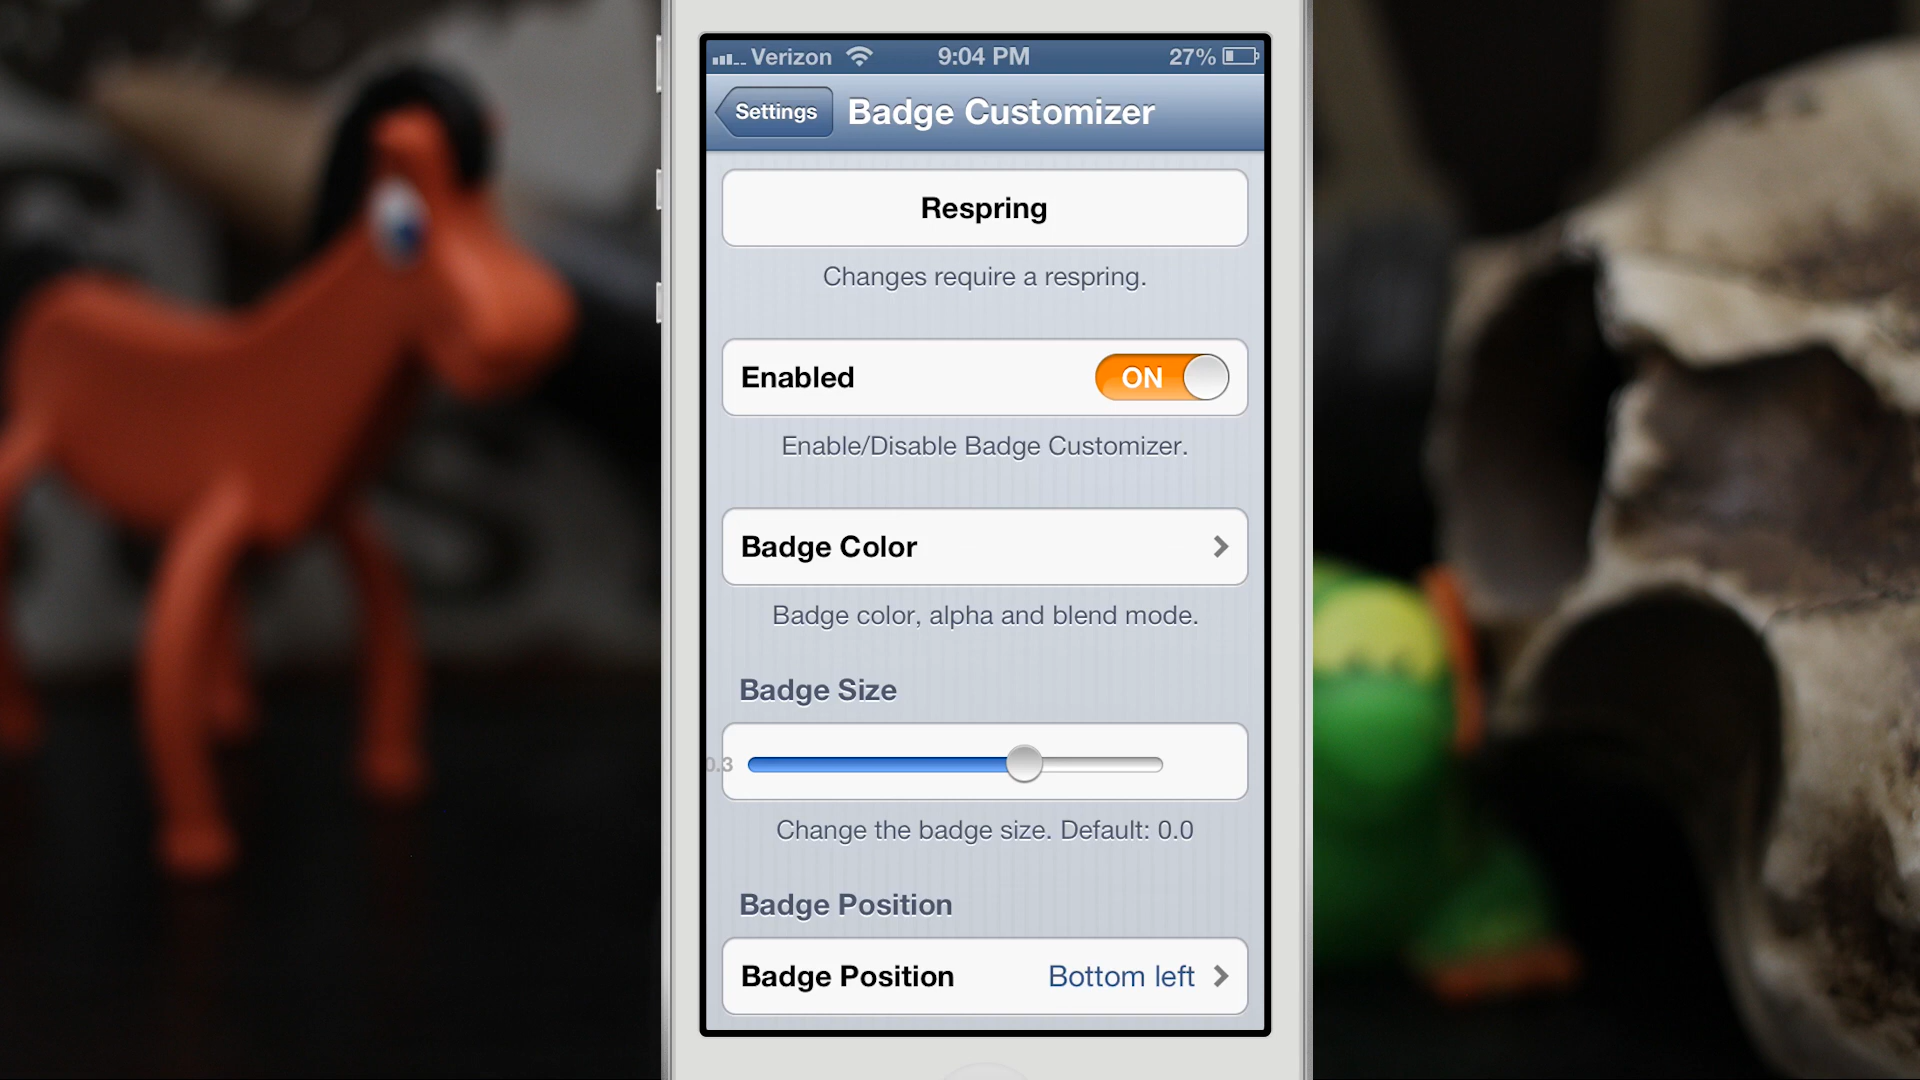 Verizon 9:04 PM 27%
Settings Badge Customizer
Respring
Changes require a respring.
Enabled ON
Enable/Disable Badge Customizer.
Badge Color
Badge color, alpha and blend mode.
Badge Size
0.3
Change the badge size. Default: 0.0
Badge Position
Badge Position Bottom left